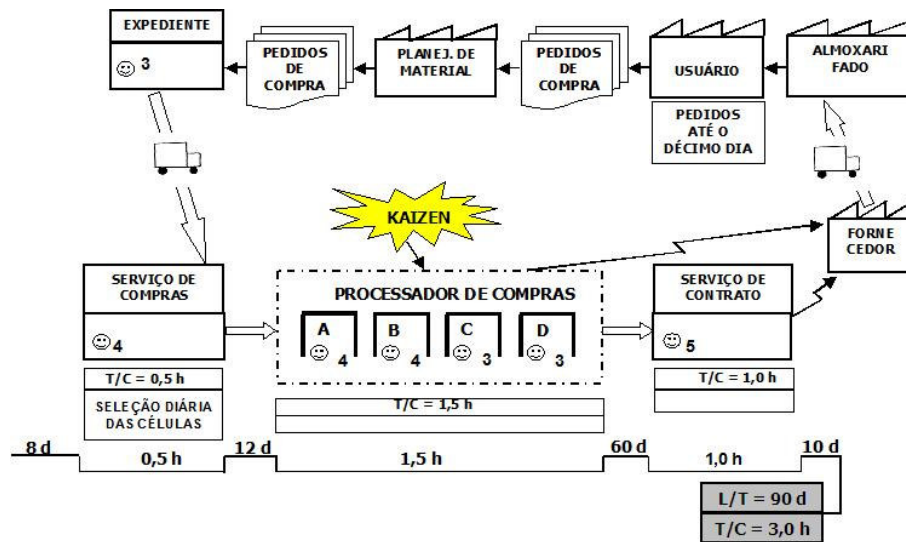 EXPEDIENTE
3
PEDIDOS
DE
COMPRA
PLANEJ. DE
MATERIAL
PEDIDOS
DE
COMPRA
USUÁRIO
PEDIDOS
ATÉ O
DÉCIMO DIA
ALMOXARI
FADO
KAIZEN
FORNE
CEDOR
SERVIÇO DE
COMPRAS
4
T/C = 0,5 h
SELEÇÃO DIÁRIA
DAS CÉLULAS
PROCESSADOR DE COMPRAS
A
4
B
4
C
3
D
3
T/C = 1,5 h
SERVIÇO DE
CONTRATO
5
T/C = 1,0 h
8 d
0,5 h
12 d
1,5 h
60 d
1,0 h
10 d
L/T = 90 d
T/C = 3,0 h